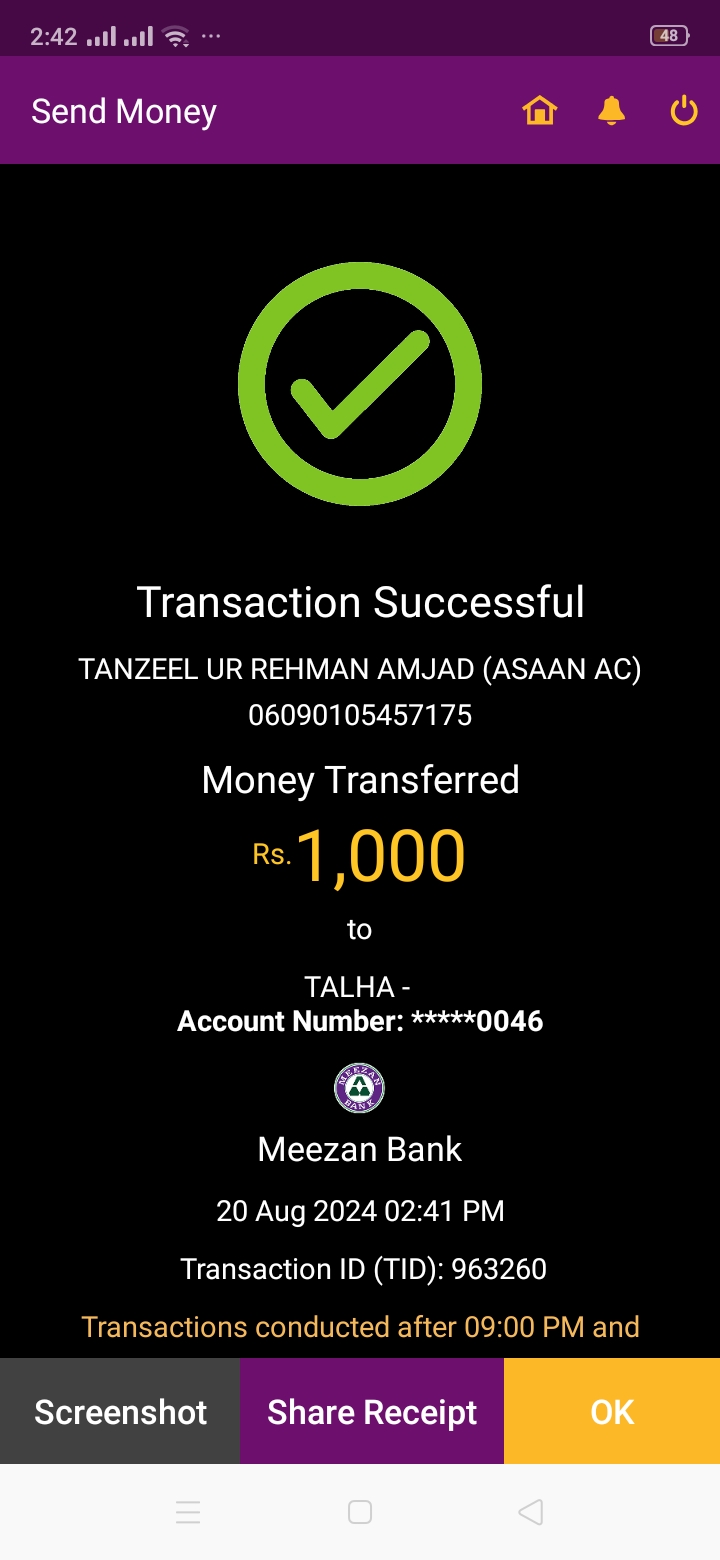 2:42
48
Send Money
Transaction Successful
TANZEEL UR REHMAN AMJAD (ASAAN AC)
06090105457175
Money Transferred
Rs.1,000
to
TALHA -
Account Number: *****0046
MEEZAN
BANK
Meezan Bank
20 Aug 2024 02:41 PM
Transaction ID (TID): 963260
Transactions conducted after 09:00 PM and
Screenshot
Share Receipt
OK